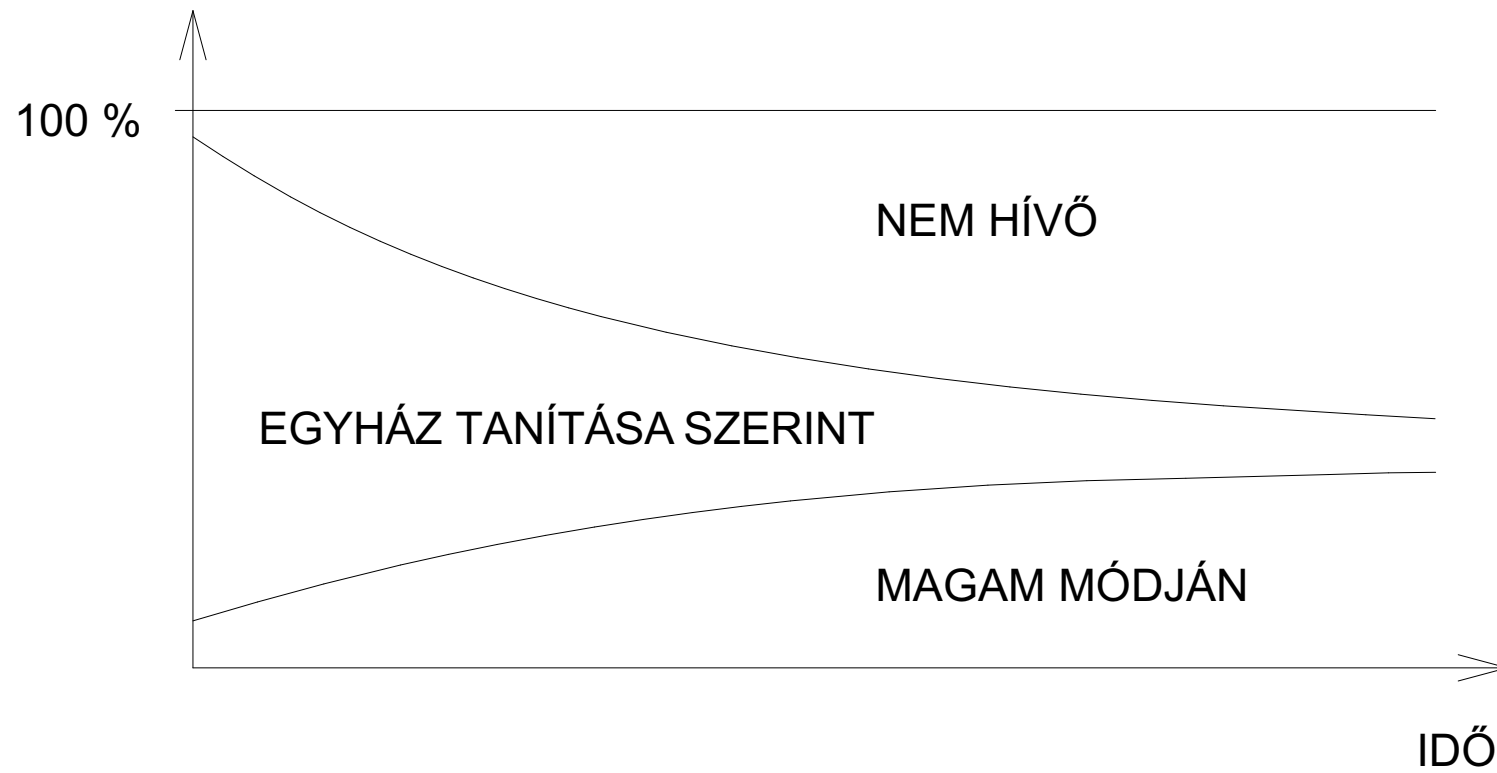 100 %
NEM HÍVŐ
EGYHÁZ TANÍTÁSA SZERINT
MAGAM MÓDJÁN
IDŐ